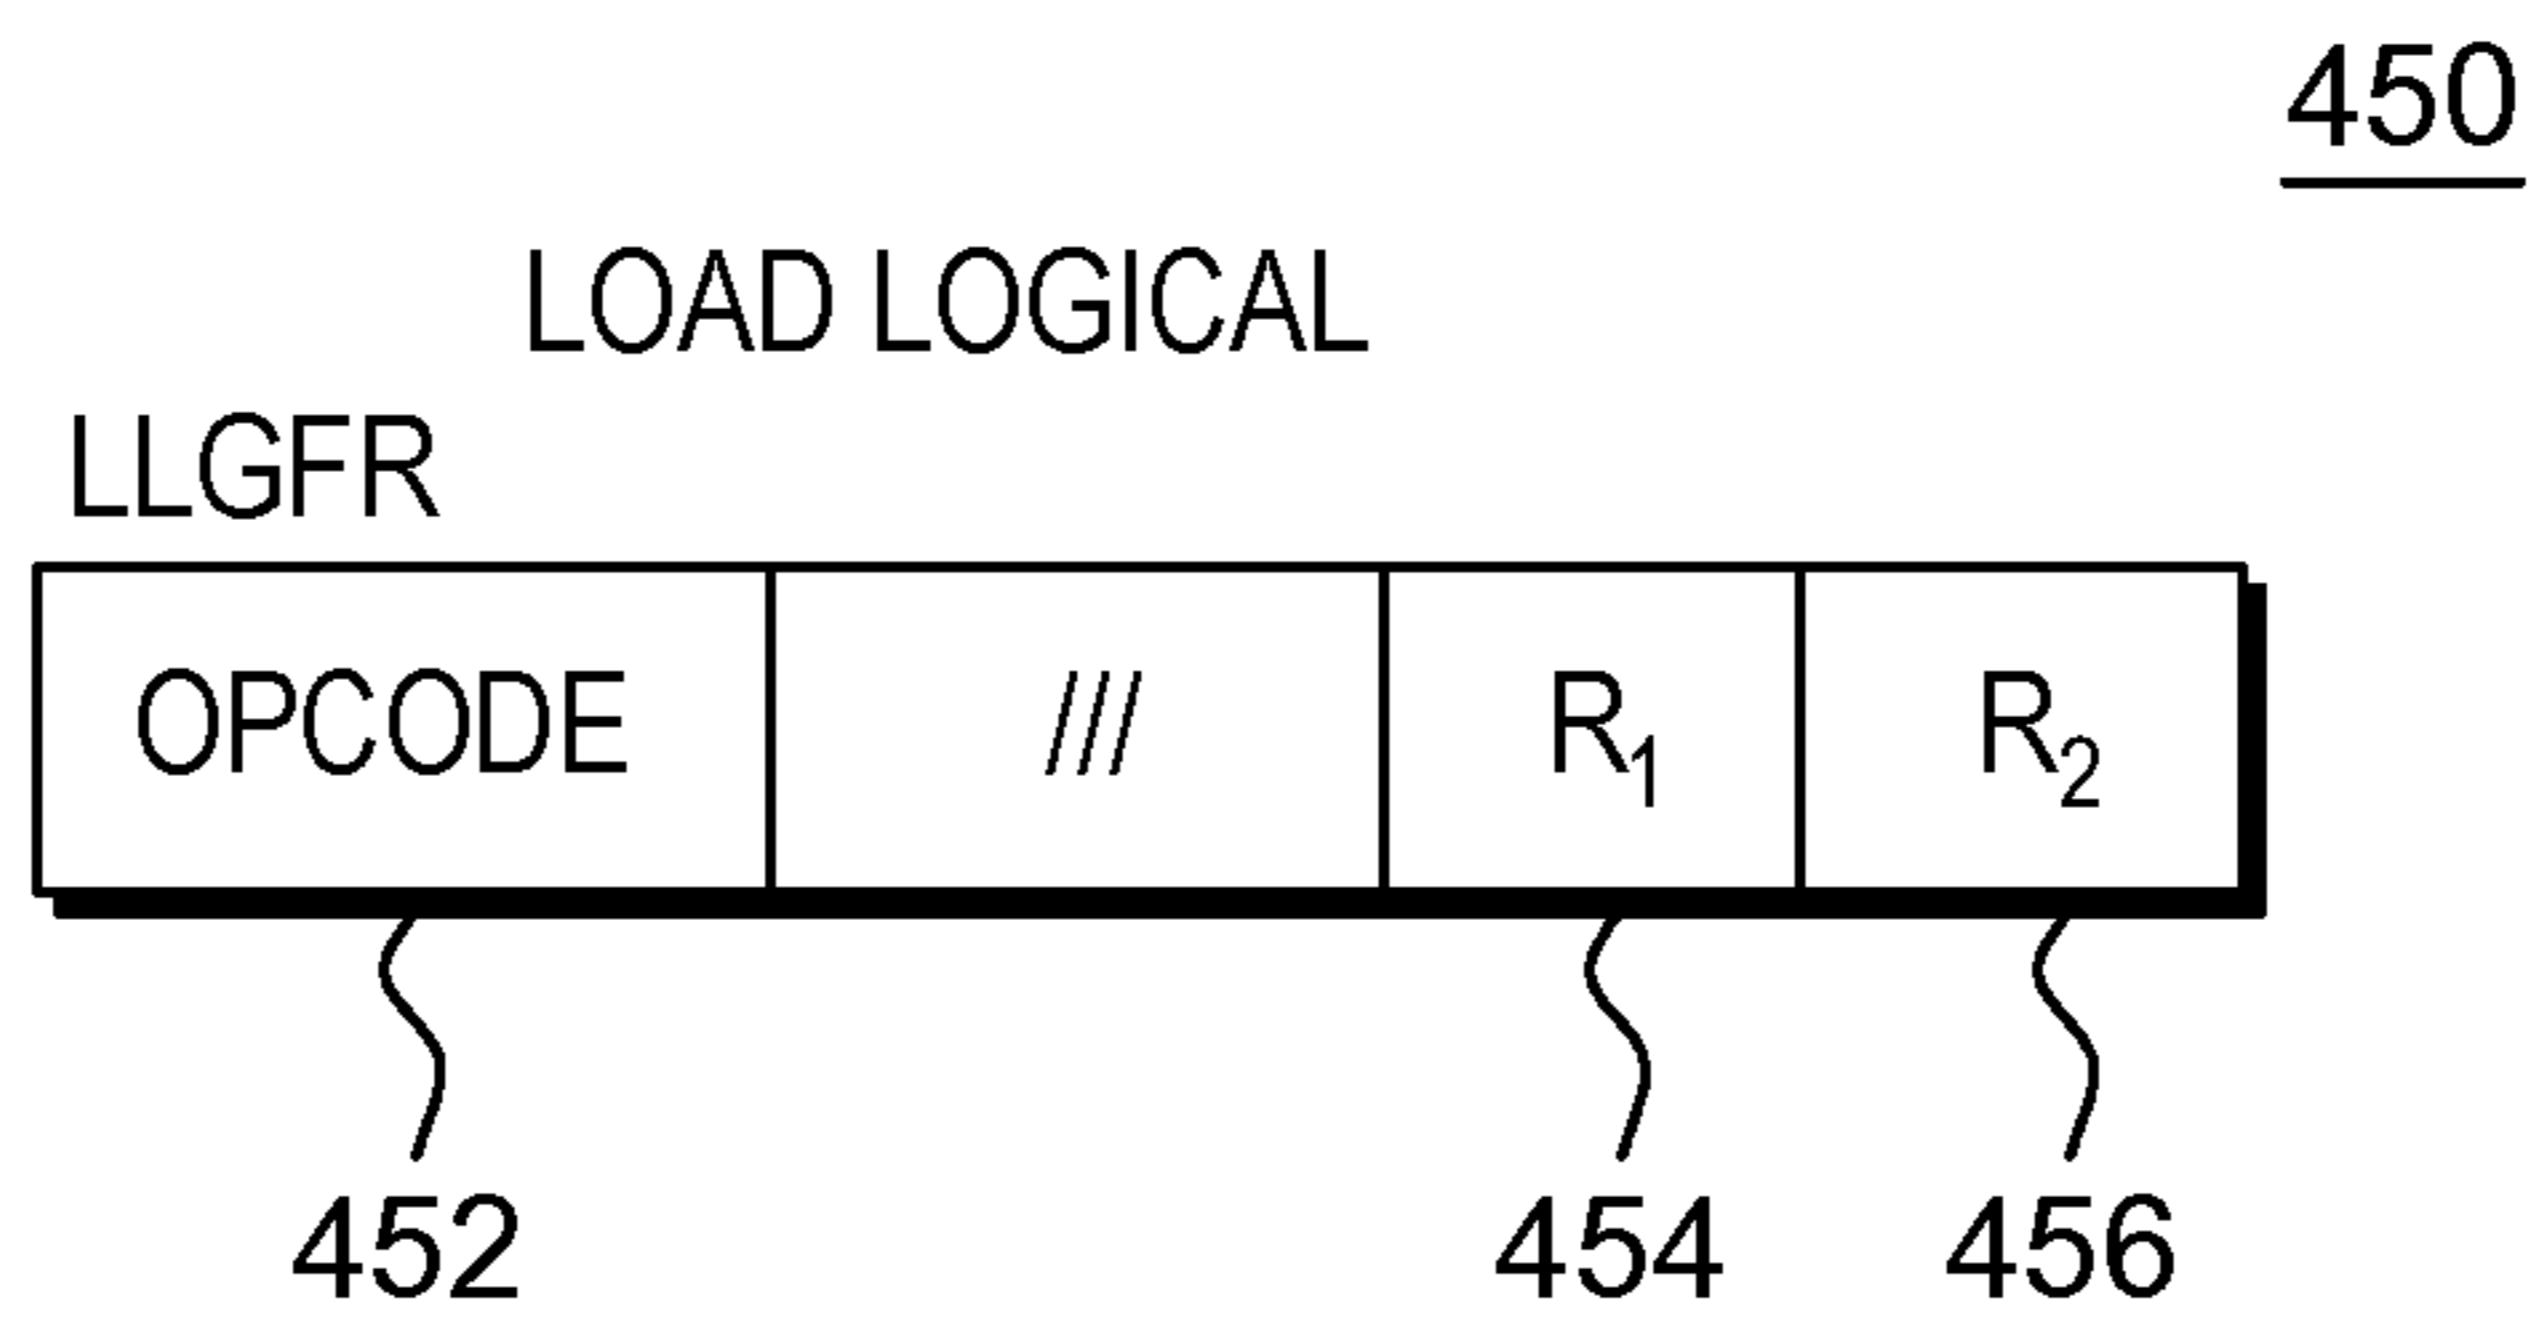 450
LOAD LOGICAL
LLGFR
OPCODE /// R₁ R₂
452 454 456